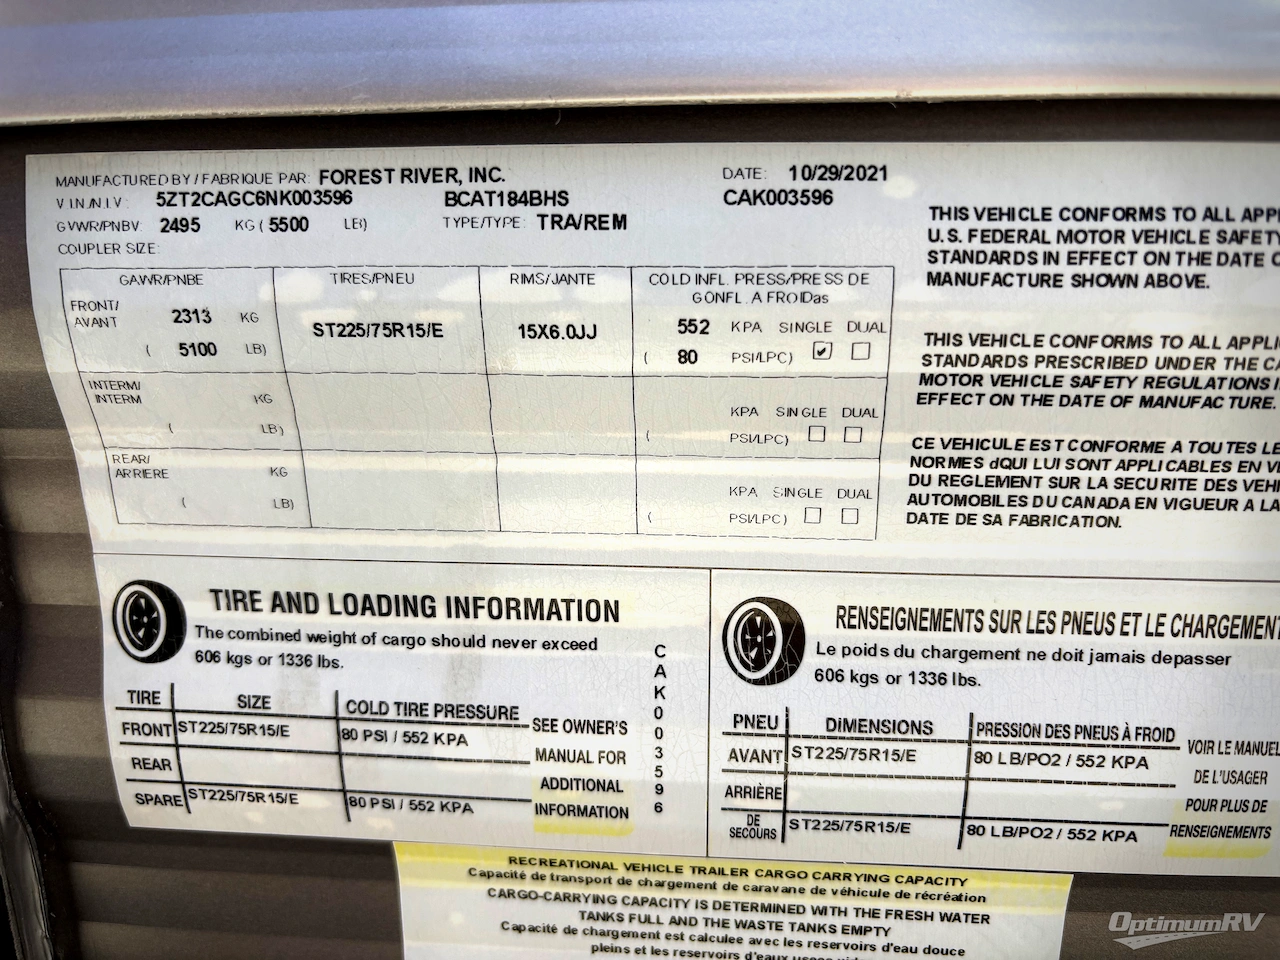 MANUFACTURED BY / FABRIQUE PAR: FOREST RIVER, INC. DATE: 10/29/2021
V.I.N./N.I.V: 5ZT2CAGC6NK003596 BCAT184BHS CAK003596
GVWR/PNBV: 2495 KG ( 5500 LB) TYPE/TYPE: TRA/REM
COUPLER SIZE:
GAWR/PNBE TIRES/PNEU RIMS/JANTE COLD INFL. PRESS/PRESS DE
GONFL. A FROIDas
FRONT/
AVANT 2313 KG ST225/75R15/E 15X6.0JJ 552 KPA SINGLE DUAL
( 5100 LB) ( 80 PSI/LPC) ✔
INTERM/
INTERM KG KPA SINGLE DUAL
( LB) ( PSI/LPC)
REAR/
ARRIERE KG KPA SINGLE DUAL
( LB) ( PSI/LPC)
THIS VEHICLE CONFORMS TO ALL APPL
U.S. FEDERAL MOTOR VEHICLE SAFETY
STANDARDS IN EFFECT ON THE DATE O
MANUFACTURE SHOWN ABOVE.
THIS VEHICLE CONFORMS TO ALL APPLI
STANDARDS PRESCRIBED UNDER THE CA
MOTOR VEHICLE SAFETY REGULATIONS I
EFFECT ON THE DATE OF MANUFACTURE.
CE VEHICULE EST CONFORME A TOUTES LE
NORMES dQUI LUI SONT APPLICABLES EN V
DU REGLEMENT SUR LA SECURITE DES VEHI
AUTOMOBILES DU CANADA EN VIGUEUR A LA
DATE DE SA FABRICATION.
TIRE AND LOADING INFORMATION
The combined weight of cargo should never exceed
606 kgs or 1336 lbs.
TIRE SIZE COLD TIRE PRESSURE
FRONT ST225/75R15/E 80 PSI / 552 KPA
REAR
SPARE ST225/75R15/E 80 PSI / 552 KPA
SEE OWNER'S
MANUAL FOR
ADDITIONAL
INFORMATION
CAK003596
RENSEIGNEMENTS SUR LES PNEUS ET LE CHARGEMENT
Le poids du chargement ne doit jamais depasser
606 kgs or 1336 lbs.
PNEU DIMENSIONS PRESSION DES PNEUS À FROID
AVANT ST225/75R15/E 80 LB/PO2 / 552 KPA
ARRIÈRE
DE
SECOURS ST225/75R15/E 80 LB/PO2 / 552 KPA
VOIR LE MANUEL
DE L'USAGER
POUR PLUS DE
RENSEIGNEMENTS
RECREATIONAL VEHICLE TRAILER CARGO CARRYING CAPACITY
Capacité de transport de chargement de caravane de véhicule de récréation
CARGO-CARRYING CAPACITY IS DETERMINED WITH THE FRESH WATER
TANKS FULL AND THE WASTE TANKS EMPTY
Capacité de chargement est calculee avec les reservoirs d'eau douce
pleins et les reservoirs d'eaux
OptimumRV